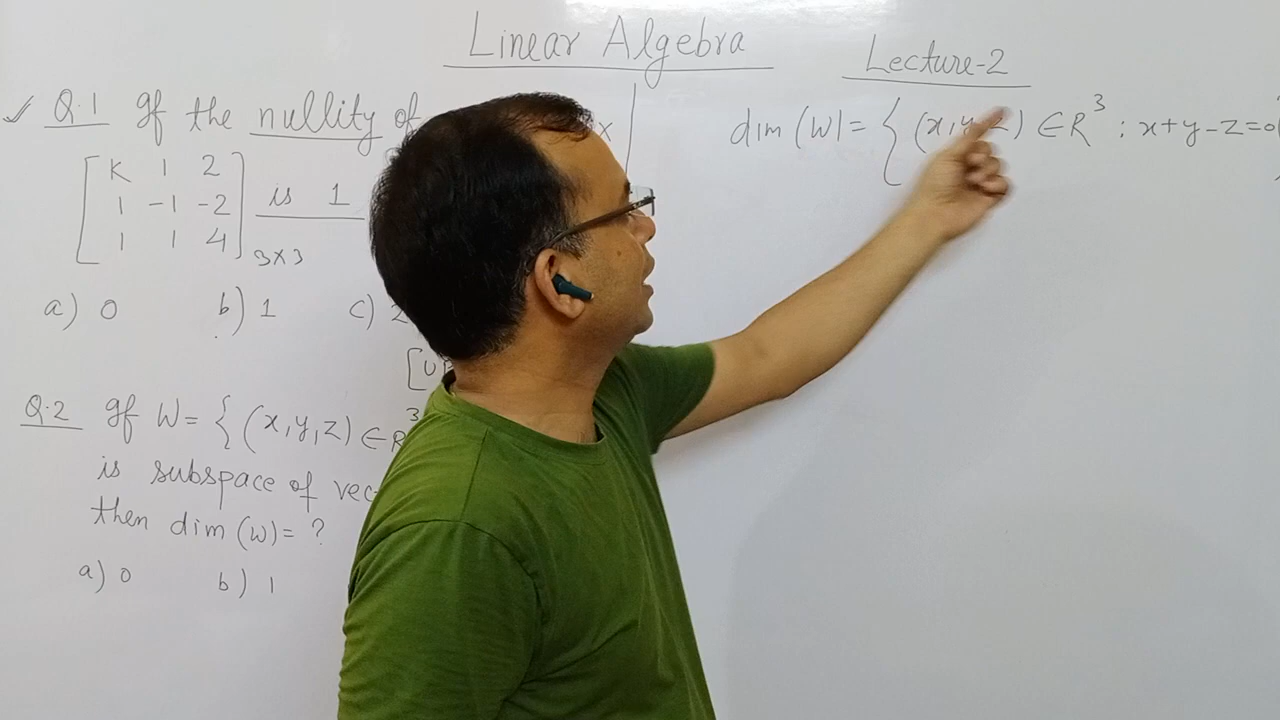 Linear Algebra
Lecture-2
✓ Q.1 If the nullity of x
[K 1 2
1 -1 -2
1 1 4] 3×3 is 1
a) 0 b) 1 c) 2
[U
Q.2 If W= { (x,y,z) ∈ R³
is subspace of
then dim (W)= ?
a) 0 b) 1
dim (W)= { (x,y,z) ∈ R³ : x+y-z=0